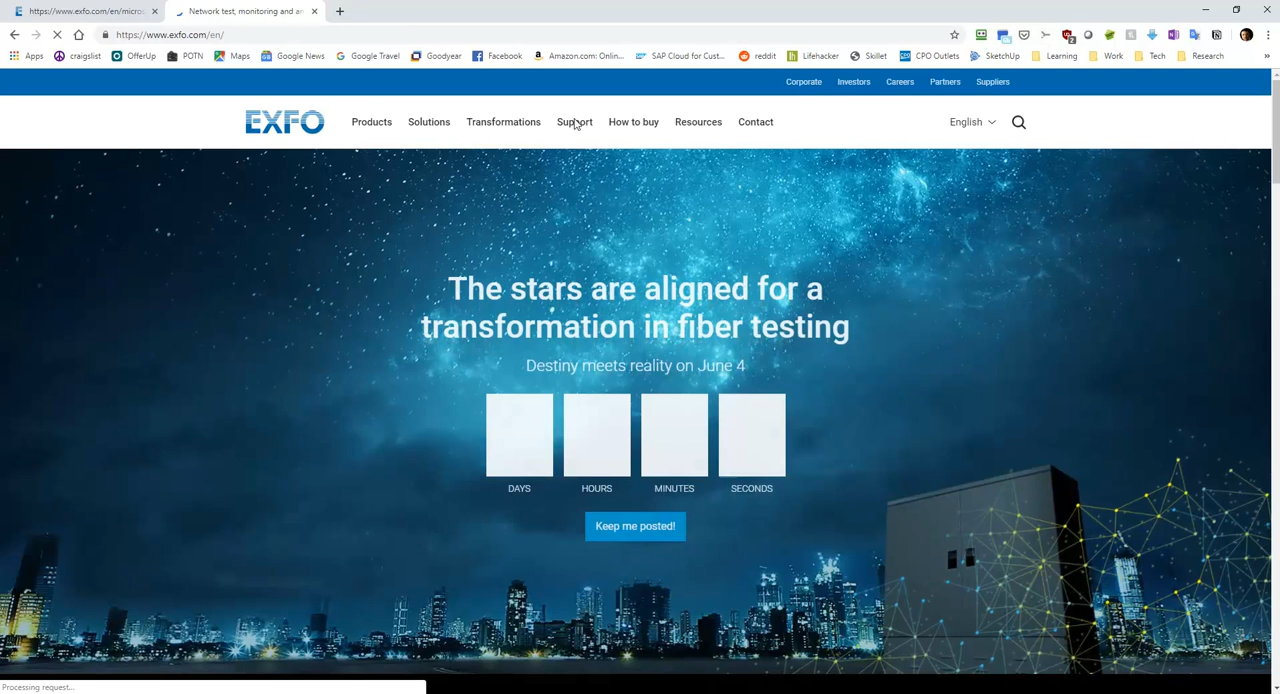 https://www.exfo.com/en/micros
Network test, monitoring and an
https://www.exfo.com/en/
Apps
craigslist
OfferUp
POTN
Maps
Google News
Google Travel
Goodyear
Facebook
Amazon.com: Onlin...
SAP Cloud for Cust...
reddit
Lifehacker
Skillet
CPO Outlets
SketchUp
Learning
Work
Tech
Research
Corporate
Investors
Careers
Partners
Suppliers
EXFO
Products
Solutions
Transformations
Support
How to buy
Resources
Contact
English
The stars are aligned for a
transformation in fiber testing
Destiny meets reality on June 4
DAYS
HOURS
MINUTES
SECONDS
Keep me posted!
Processing request...